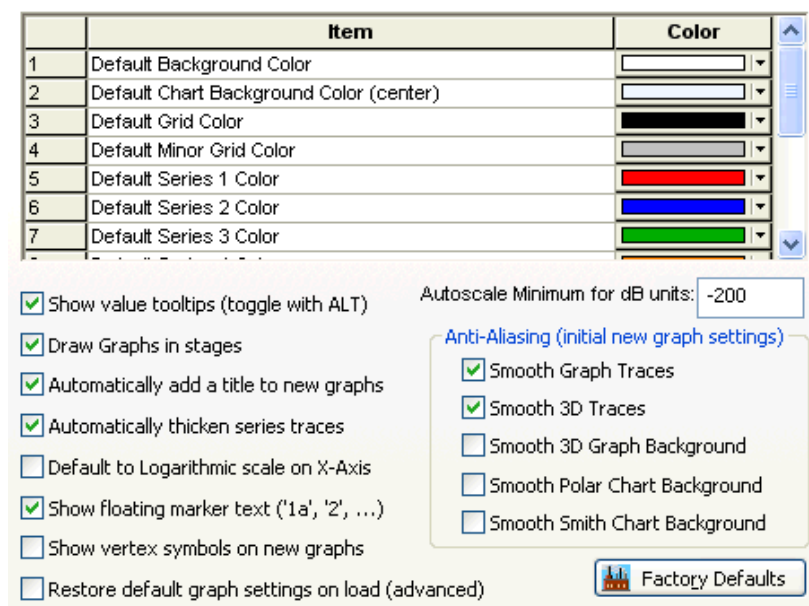 Item Color
1 Default Background Color
2 Default Chart Background Color (center)
3 Default Grid Color
4 Default Minor Grid Color
5 Default Series 1 Color
6 Default Series 2 Color
7 Default Series 3 Color
Show value tooltips (toggle with ALT)
Draw Graphs in stages
Automatically add a title to new graphs
Automatically thicken series traces
Default to Logarithmic scale on X-Axis
Show floating marker text ('1a', '2', ...)
Show vertex symbols on new graphs
Restore default graph settings on load (advanced)
Autoscale Minimum for dB units: -200
Anti-Aliasing (initial new graph settings)
Smooth Graph Traces
Smooth 3D Traces
Smooth 3D Graph Background
Smooth Polar Chart Background
Smooth Smith Chart Background
Factory Defaults